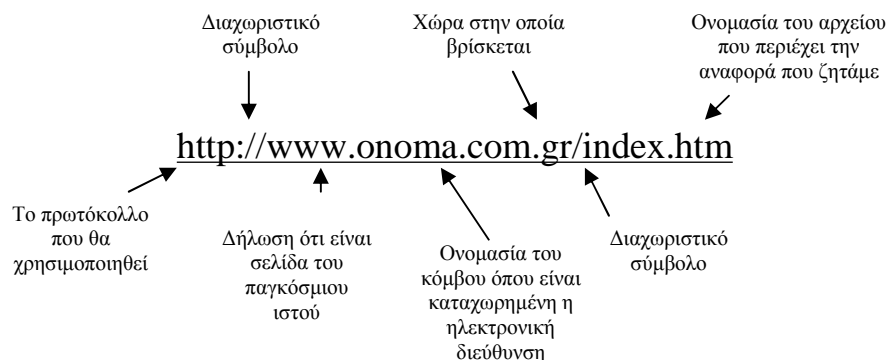 Διαχωριστικό
σύμβολο
Χώρα στην οποία
βρίσκεται
Ονομασία του αρχείου
που περιέχει την
αναφορά που ζητάμε
http://www.onoma.com.gr/index.htm
Το πρωτόκολλο
που θα
χρησιμοποιηθεί
Δήλωση ότι είναι
σελίδα του
παγκόσμιου
ιστού
Ονομασία του
κόμβου όπου είναι
καταχωρημένη η
ηλεκτρονική
διεύθυνση
Διαχωριστικό
σύμβολο